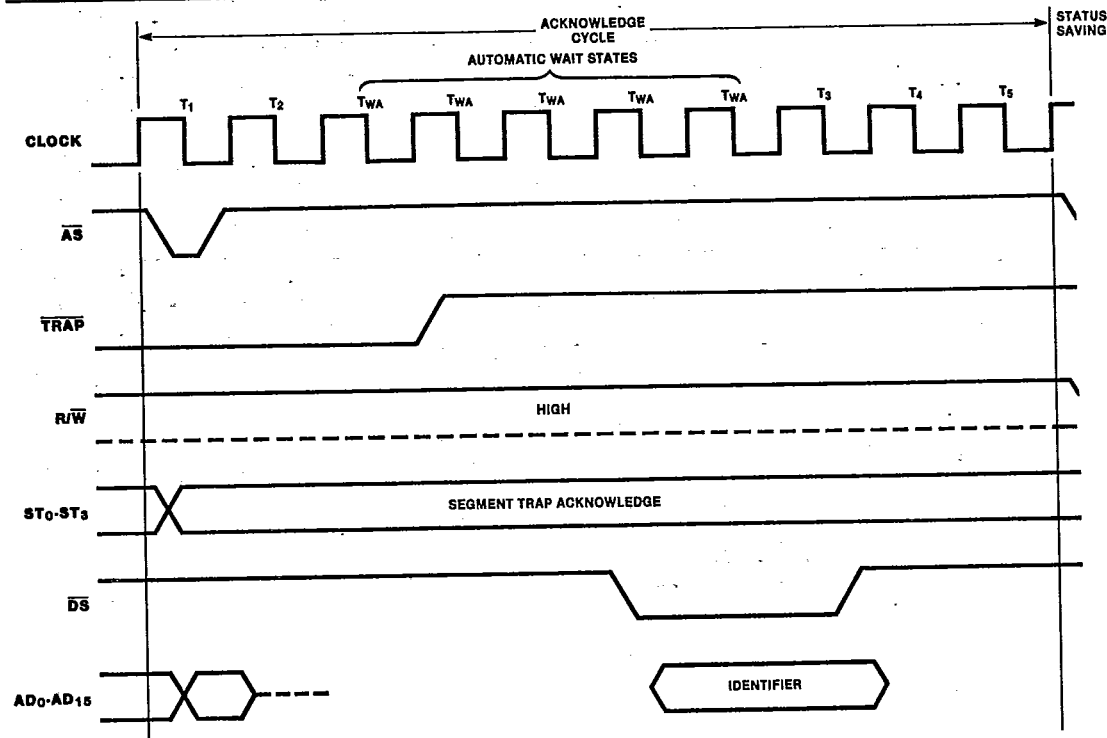 ACKNOWLEDGE
CYCLE
STATUS
SAVING
AUTOMATIC WAIT STATES
T1 T2 TWA TWA TWA TWA TWA T3 T4 T5
CLOCK
AS
TRAP
R/W
HIGH
ST0-ST3
SEGMENT TRAP ACKNOWLEDGE
DS
AD0-AD15
IDENTIFIER